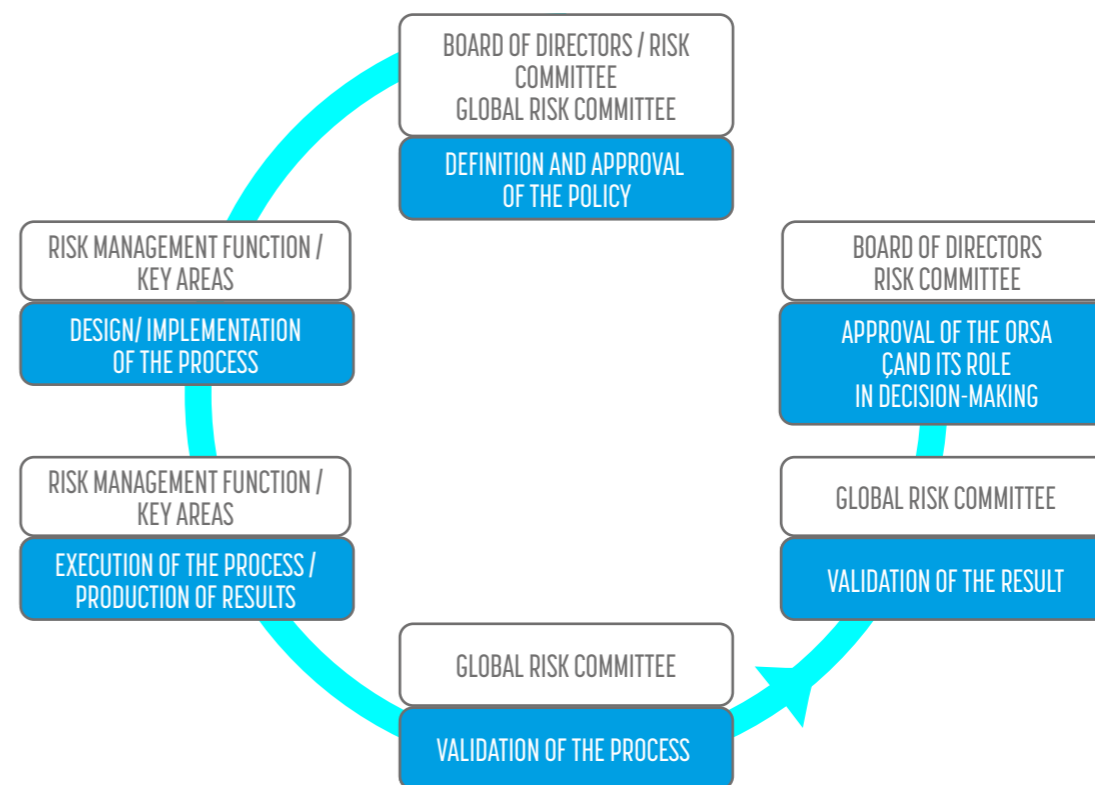 BOARD OF DIRECTORS / RISK
COMMITTEE
GLOBAL RISK COMMITTEE
DEFINITION AND APPROVAL
OF THE POLICY
RISK MANAGEMENT FUNCTION /
KEY AREAS
DESIGN/ IMPLEMENTATION
OF THE PROCESS
RISK MANAGEMENT FUNCTION /
KEY AREAS
EXECUTION OF THE PROCESS /
PRODUCTION OF RESULTS
GLOBAL RISK COMMITTEE
VALIDATION OF THE PROCESS
GLOBAL RISK COMMITTEE
VALIDATION OF THE RESULT
BOARD OF DIRECTORS
RISK COMMITTEE
APPROVAL OF THE ORSA
ÇAND ITS ROLE
IN DECISION-MAKING